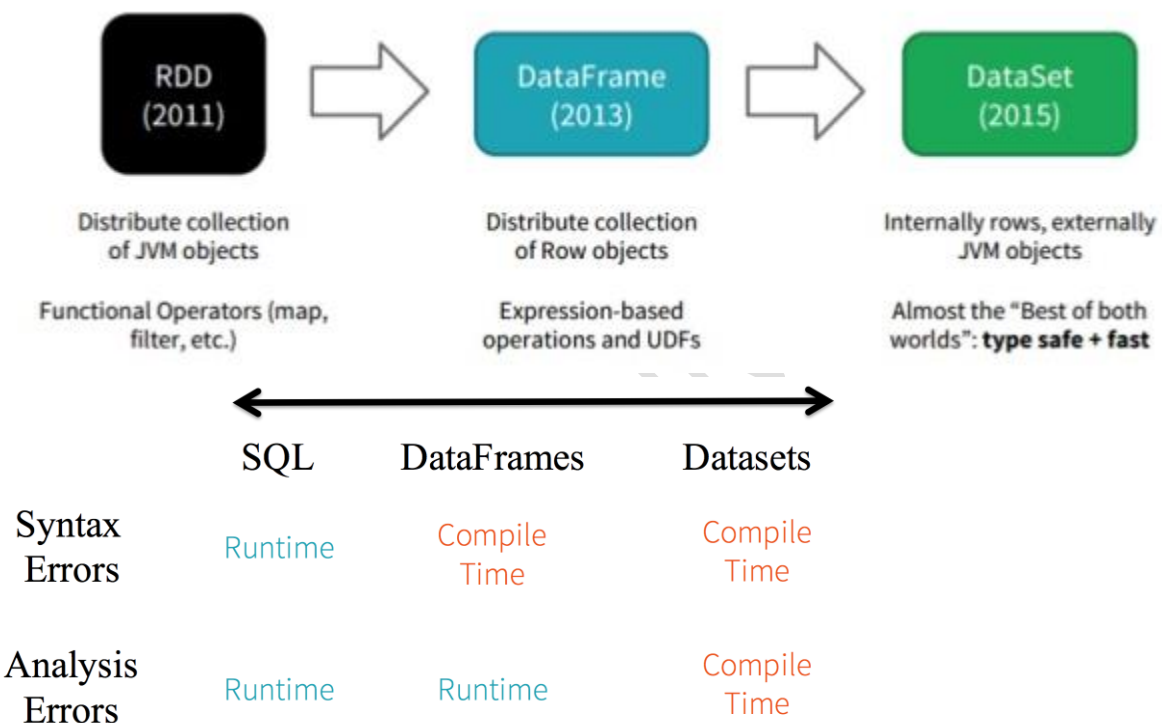 RDD
(2011)
DataFrame
(2013)
DataSet
(2015)
Distribute collection
of JVM objects
Functional Operators (map,
filter, etc.)
Distribute collection
of Row objects
Expression-based
operations and UDFs
Internally rows, externally
JVM objects
Almost the “Best of both
worlds”: type safe + fast
SQL DataFrames Datasets
Syntax
Errors
Runtime
Compile
Time
Compile
Time
Analysis
Errors
Runtime
Runtime
Compile
Time